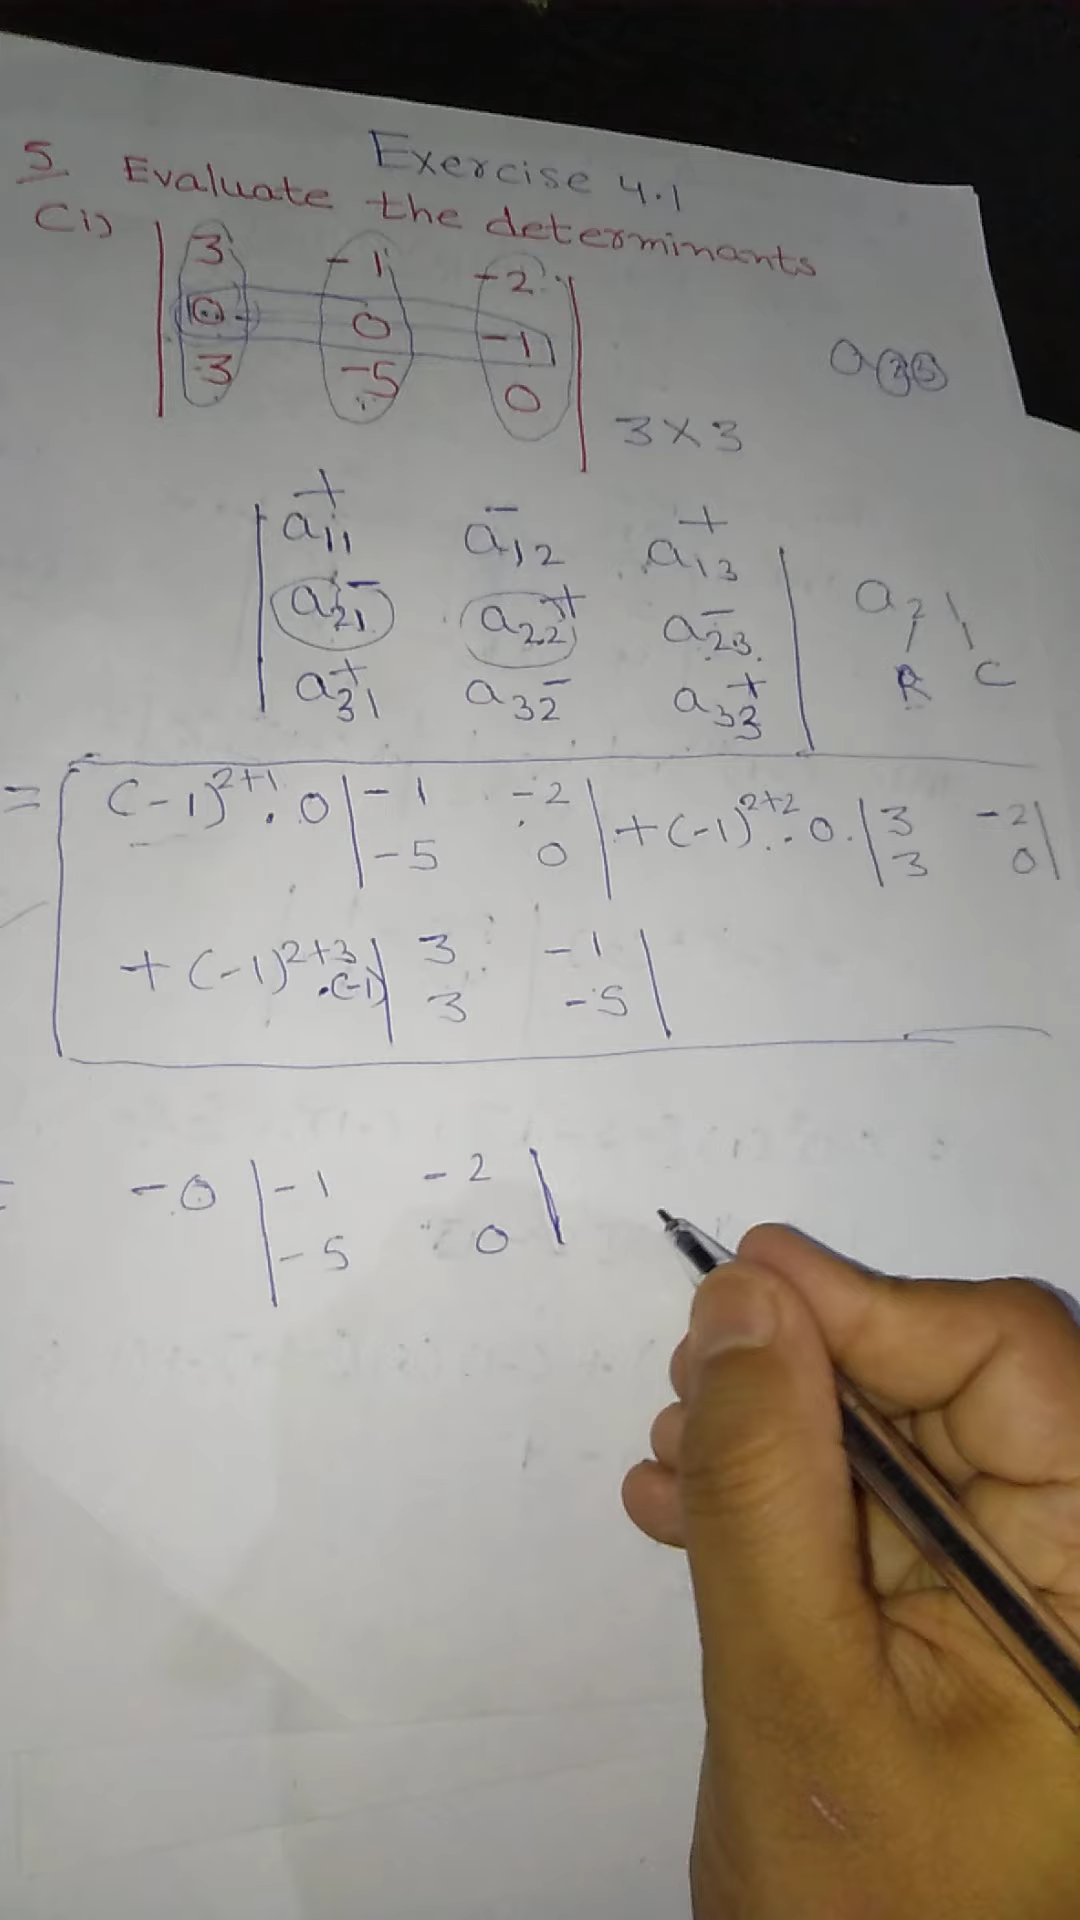 Exercise 4.1
5 Evaluate the determinants
(i) | 3 -1 -2 |
| 0 0 -1 |
| 3 -5 0 | 3×3
| a11+ a12- a13+ |
| a21- a22+ a23- | a21
| a31+ a32- a33+ | R C
= (-1)^2+1 . 0 | -1 -2 | + (-1)^2+2 . 0 . | 3 -2 |
| -5 0 | | 3 0 |
+ (-1)^2+3 .(-1) | 3 -1 |
| 3 -5 |
= -0 | -1 -2 |
| -5 0 |